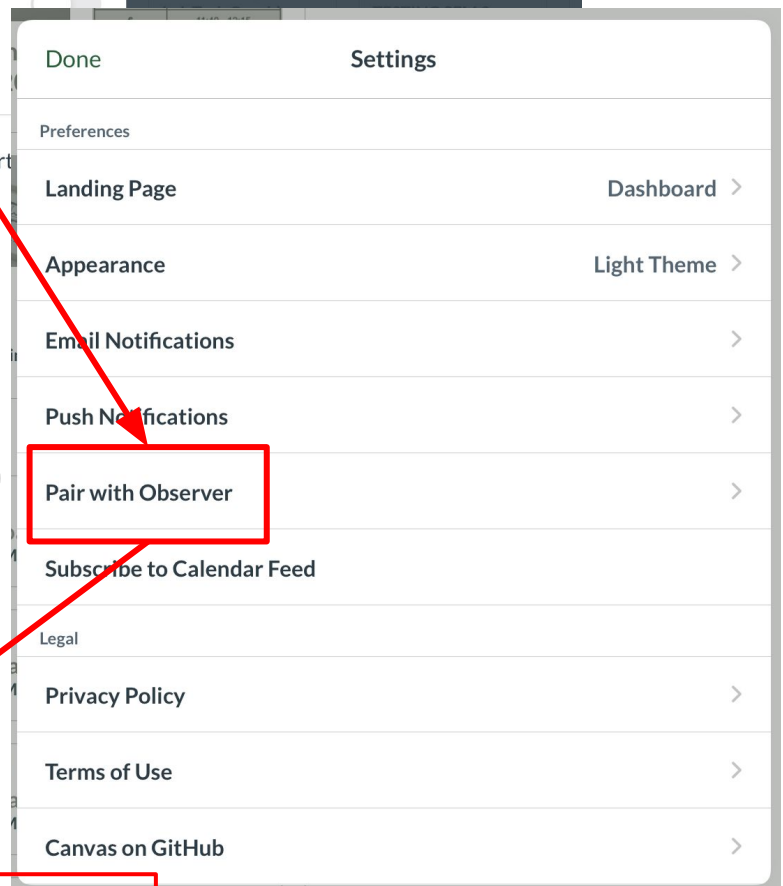 Done
Settings
Preferences
Landing Page
Dashboard
Appearance
Light Theme
Email Notifications
Push Notifications
Pair with Observer
Subscribe to Calendar Feed
Legal
Privacy Policy
Terms of Use
Canvas on GitHub